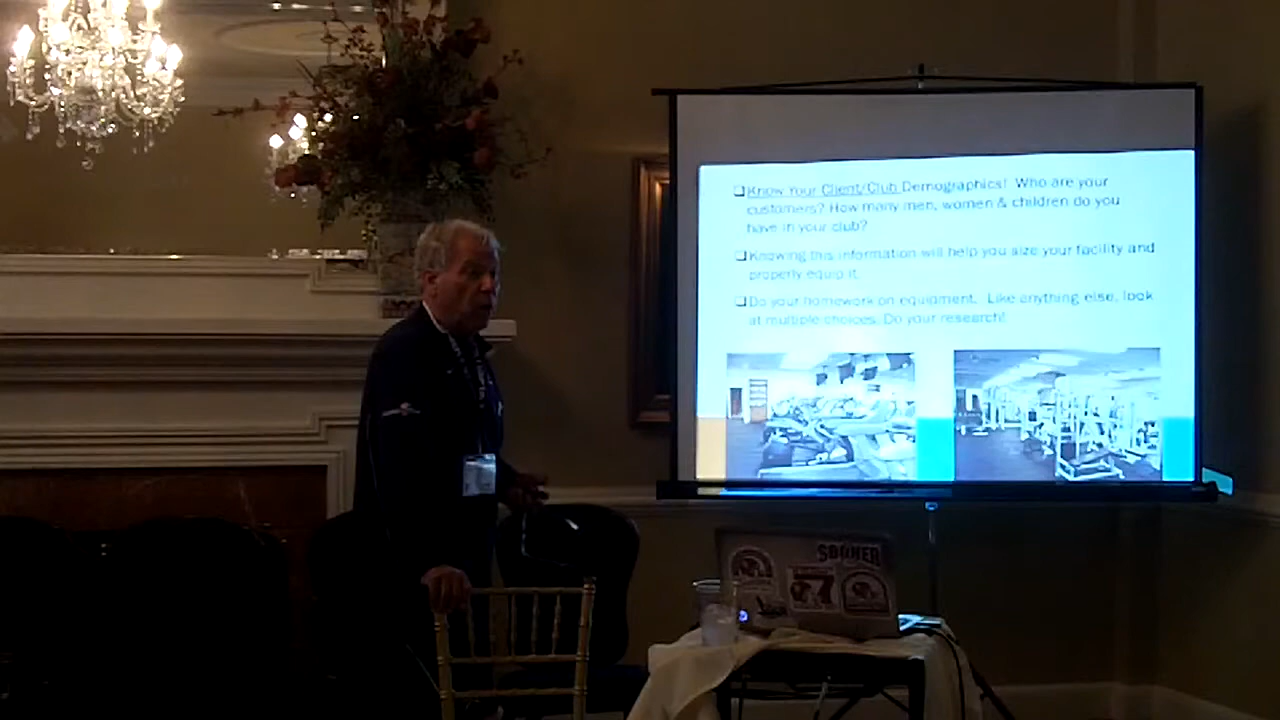 ❑Know Your Client/Club Demographics! Who are your
customers? How many men, women & children do you
have in your club?
❑Knowing this information will help you size your facility and
properly equip it.
❑Do your homework on equipment. Like anything else, look
at multiple choices. Do your research!
SOONER